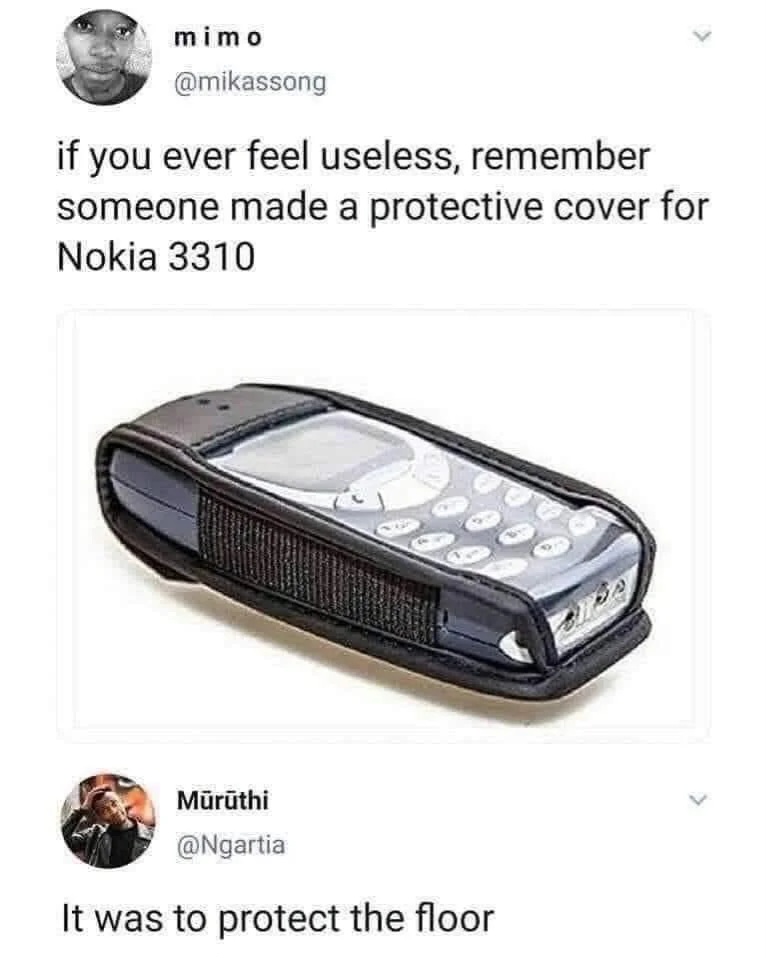 m i m o
@mikassong
if you ever feel useless, remember
someone made a protective cover for
Nokia 3310
Mūrūthi
@Ngartia
It was to protect the floor